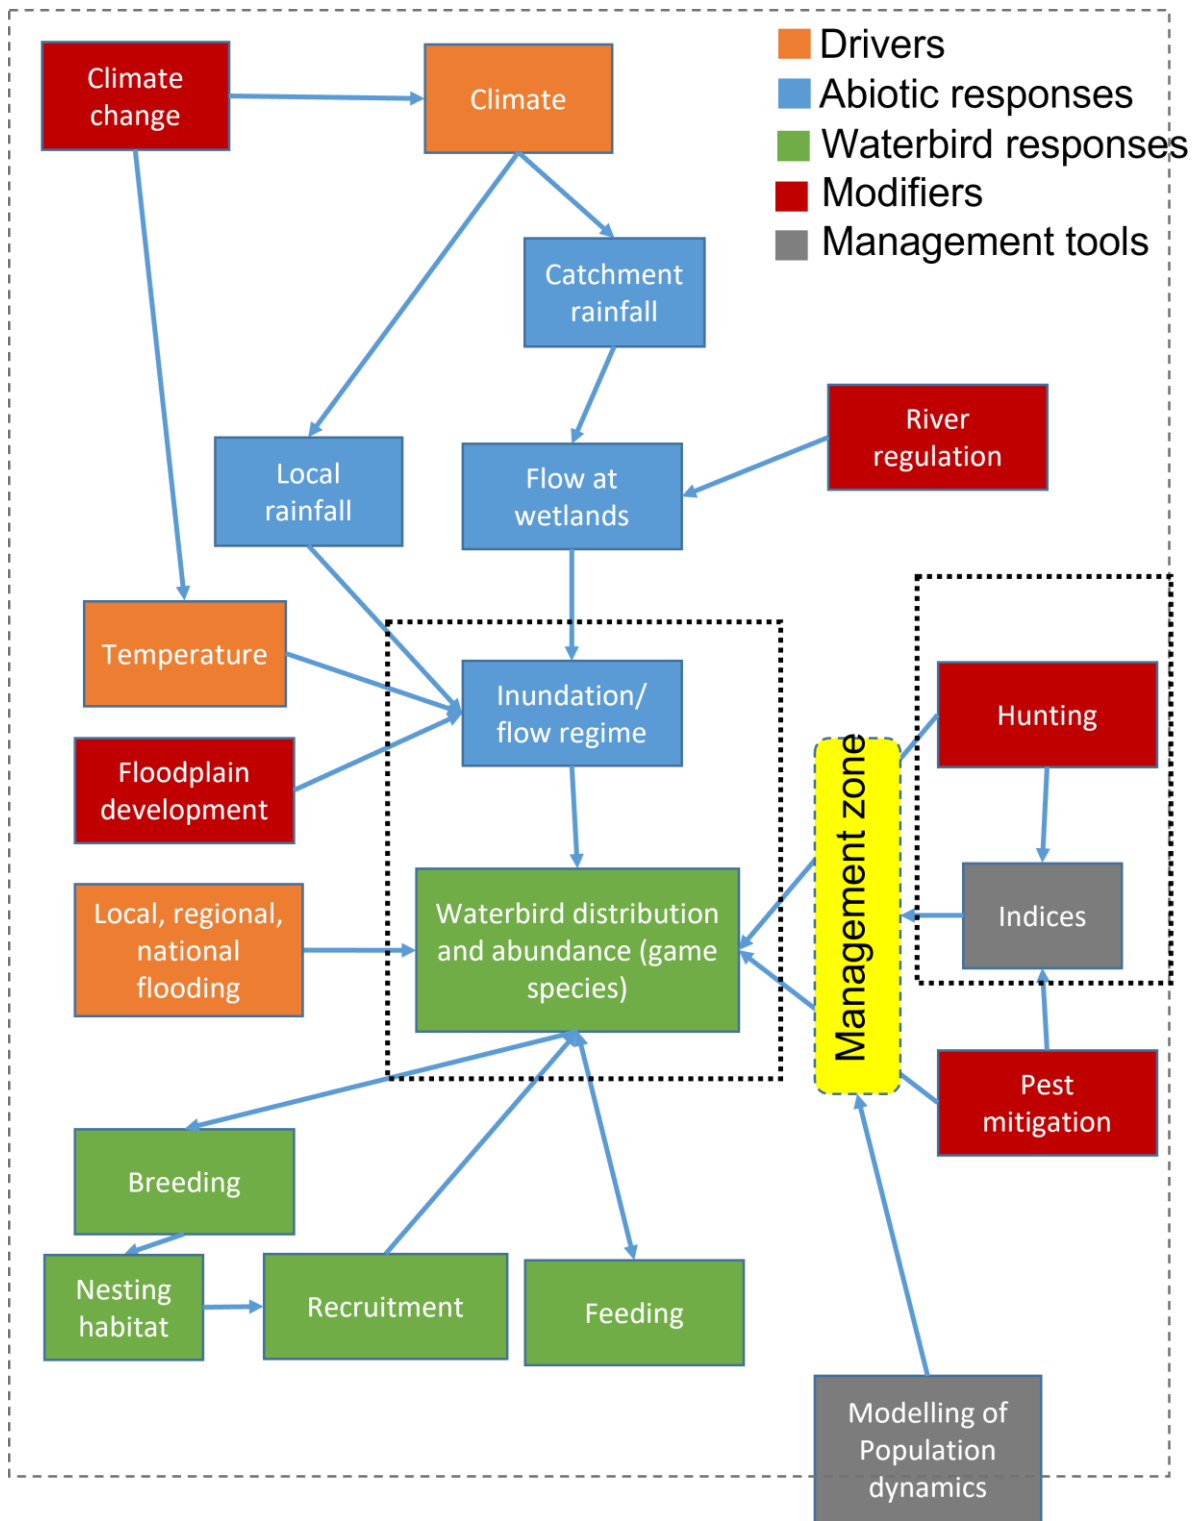 Drivers
Abiotic responses
Waterbird responses
Modifiers
Management tools
Climate
change
Climate
Catchment
rainfall
River
regulation
Local
rainfall
Flow at
wetlands
Temperature
Inundation/
flow regime
Hunting
Floodplain
development
Management zone
Local, regional,
national
flooding
Waterbird distribution
and abundance (game
species)
Indices
Pest
mitigation
Breeding
Nesting
habitat
Recruitment
Feeding
Modelling of
Population
dynamics